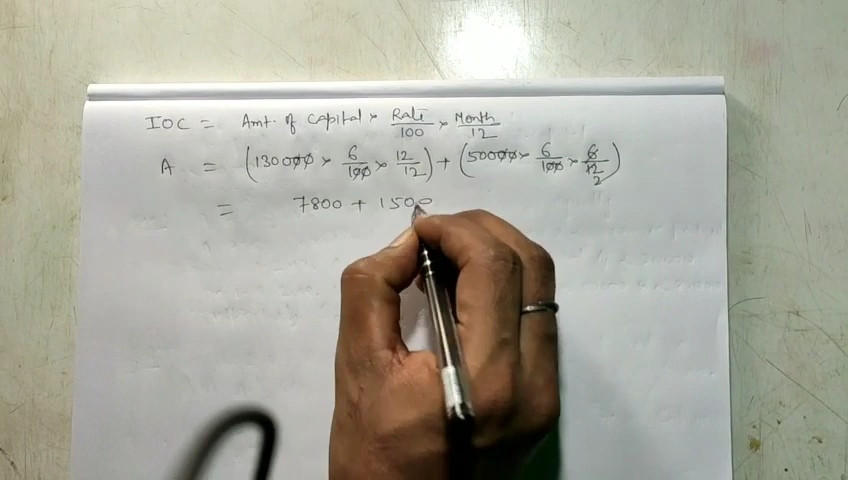 IOC = Amt. of Capital × Rate/100 × Month/12
A = (130000 × 6/100 × 12/12) + (50000 × 6/100 × 6/12 2)
= 7800 + 1500